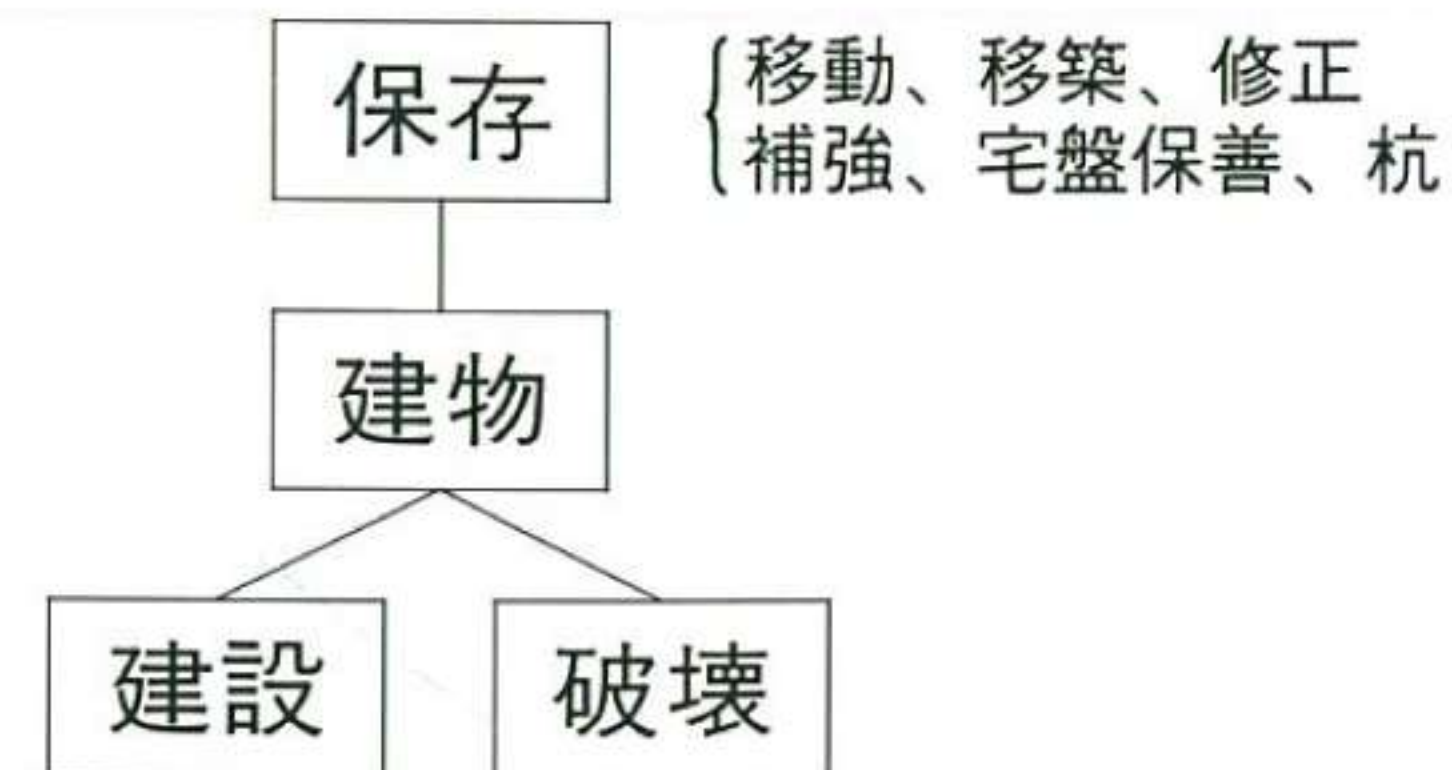 保存
移動、移築、修正
補強、宅盤保善、杭
建物
建設
破壊